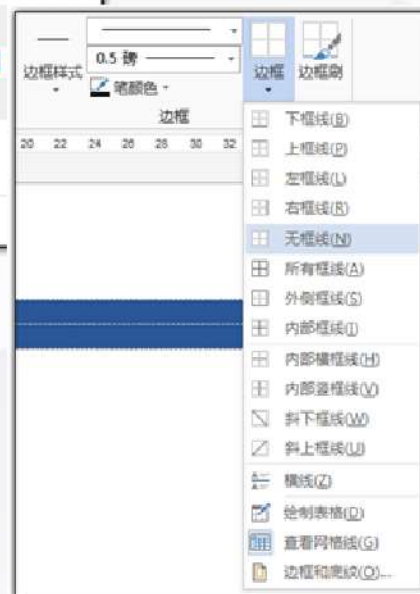 边框样式
0.5 磅
笔颜色
边框
边框
边框刷
20 22 24 26 28 30 32
下框线(B)
上框线(P)
左框线(L)
右框线(R)
无框线(N)
所有框线(A)
外侧框线(S)
内部框线(I)
内部横框线(H)
内部竖框线(V)
斜下框线(W)
斜上框线(U)
横线(Z)
绘制表格(D)
查看网格线(G)
边框和底纹(O)...